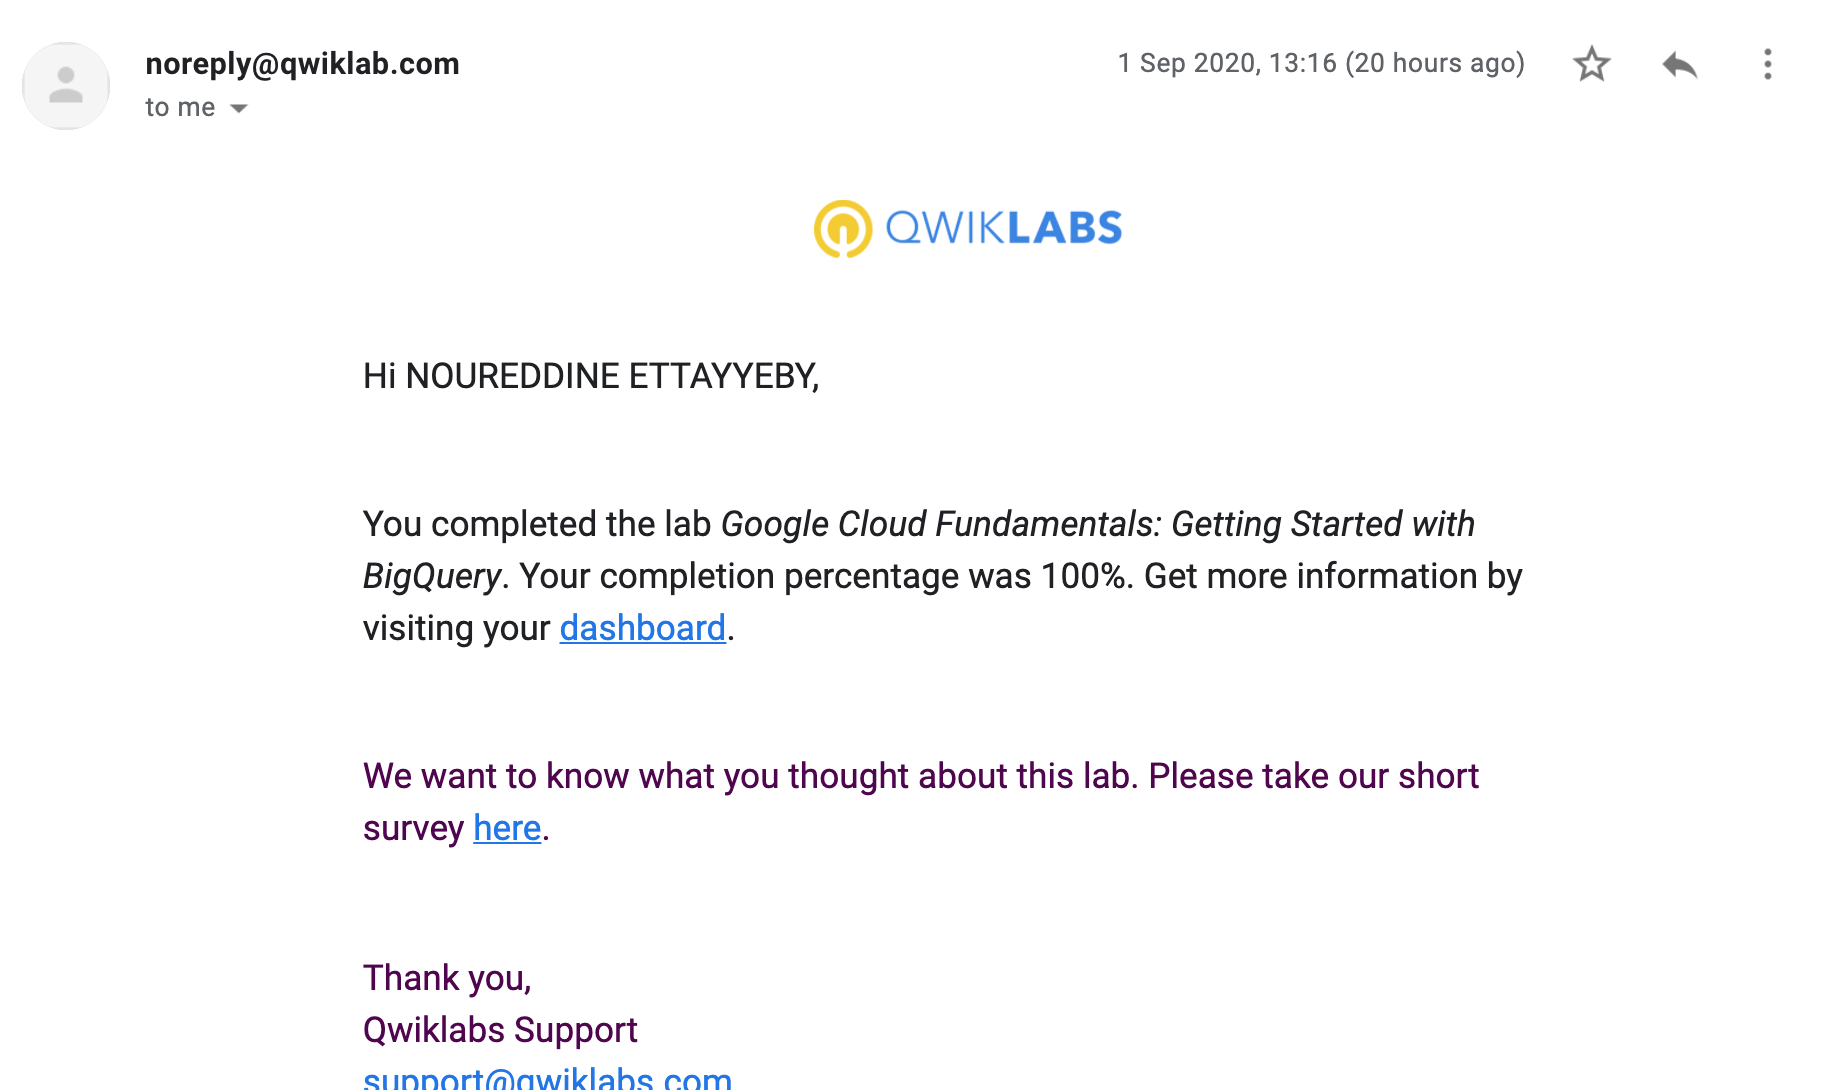 noreply@qwiklab.com
1 Sep 2020, 13:16 (20 hours ago)
to me
QWIKLABS
Hi NOUREDDINE ETTAYYEBY,
You completed the lab Google Cloud Fundamentals: Getting Started with
BigQuery. Your completion percentage was 100%. Get more information by
visiting your dashboard.
We want to know what you thought about this lab. Please take our short
survey here.
Thank you,
Qwiklabs Support
support@qwiklabs.com